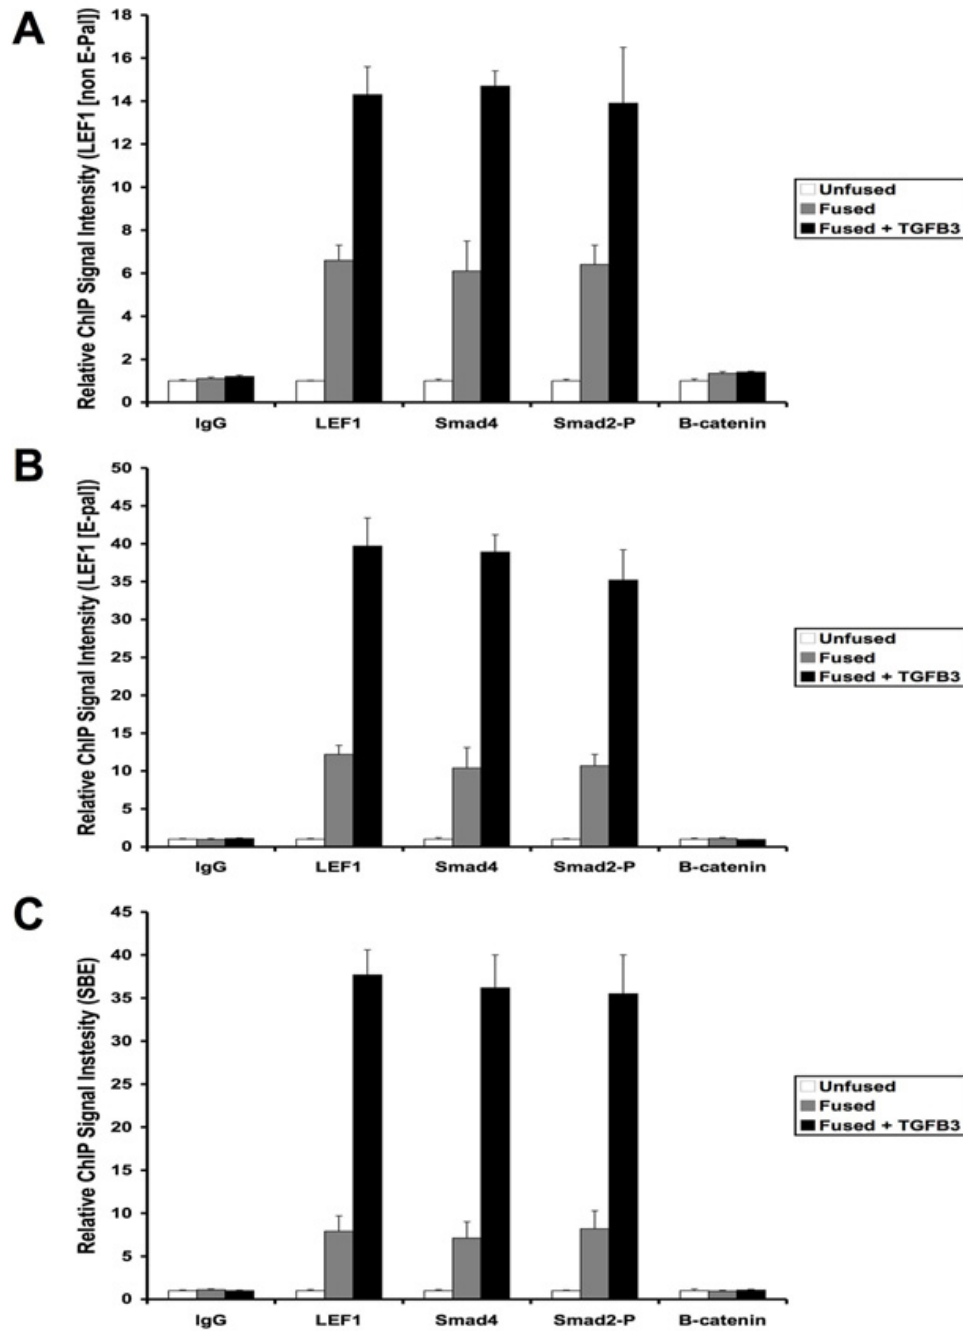 A
Relative ChIP Signal Intensity (LEF1 [non E-Pal])
18
16
14
12
10
8
6
4
2
0
IgG LEF1 Smad4 Smad2-P B-catenin
Unfused
Fused
Fused + TGFB3
B
Relative ChIP Signal Intensity (LEF1 [E-pal])
50
45
40
35
30
25
20
15
10
5
0
IgG LEF1 Smad4 Smad2-P B-catenin
Unfused
Fused
Fused + TGFB3
C
Relative ChIP Signal Instesity (SBE)
45
40
35
30
25
20
15
10
5
0
IgG LEF1 Smad4 Smad2-P B-catenin
Unfused
Fused
Fused + TGFB3